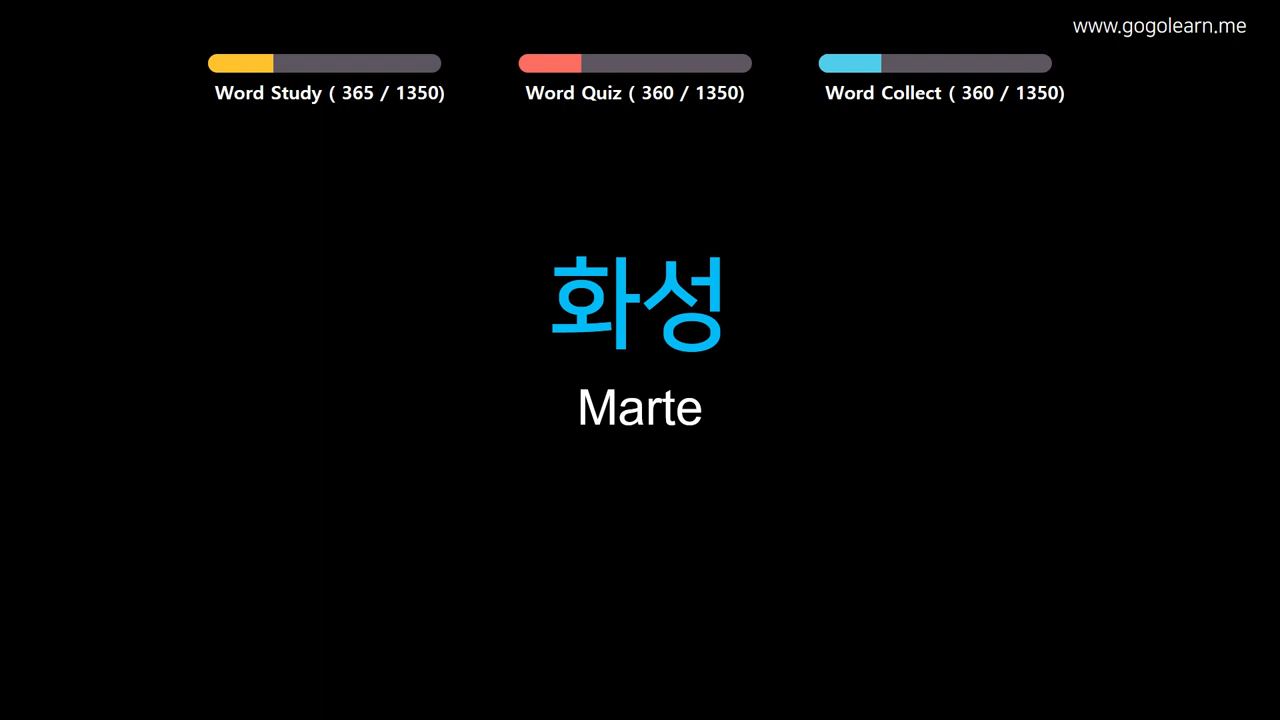 www.gogolearn.me
Word Study ( 365 / 1350)
Word Quiz ( 360 / 1350)
Word Collect ( 360 / 1350)
화성
Marte